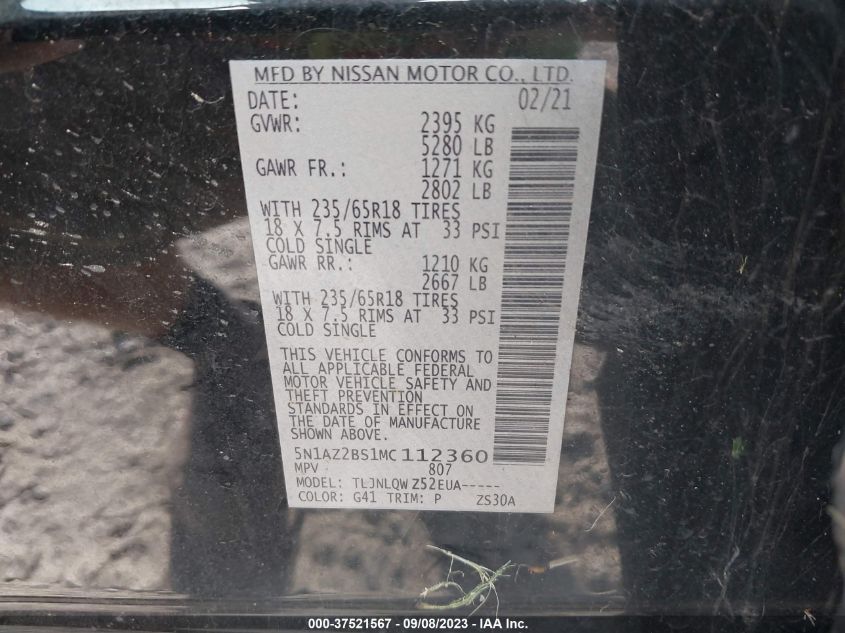 MFD BY NISSAN MOTOR CO., LTD.
DATE: 02/21
GVWR: 2395 KG
5280 LB
GAWR FR.: 1271 KG
2802 LB
WITH 235/65R18 TIRES
18 X 7.5 RIMS AT 33 PSI
COLD SINGLE
GAWR RR.: 1210 KG
2667 LB
WITH 235/65R18 TIRES
18 X 7.5 RIMS AT 33 PSI
COLD SINGLE
THIS VEHICLE CONFORMS TO
ALL APPLICABLE FEDERAL
MOTOR VEHICLE SAFETY AND
THEFT PREVENTION
STANDARDS IN EFFECT ON
THE DATE OF MANUFACTURE
SHOWN ABOVE.
5N1AZ2BS1MC112360
MPV 807
MODEL: TLJNLQW Z52EUA-----
COLOR: G41 TRIM: P ZS30A
000-37521567 - 09/08/2023 - IAA Inc.